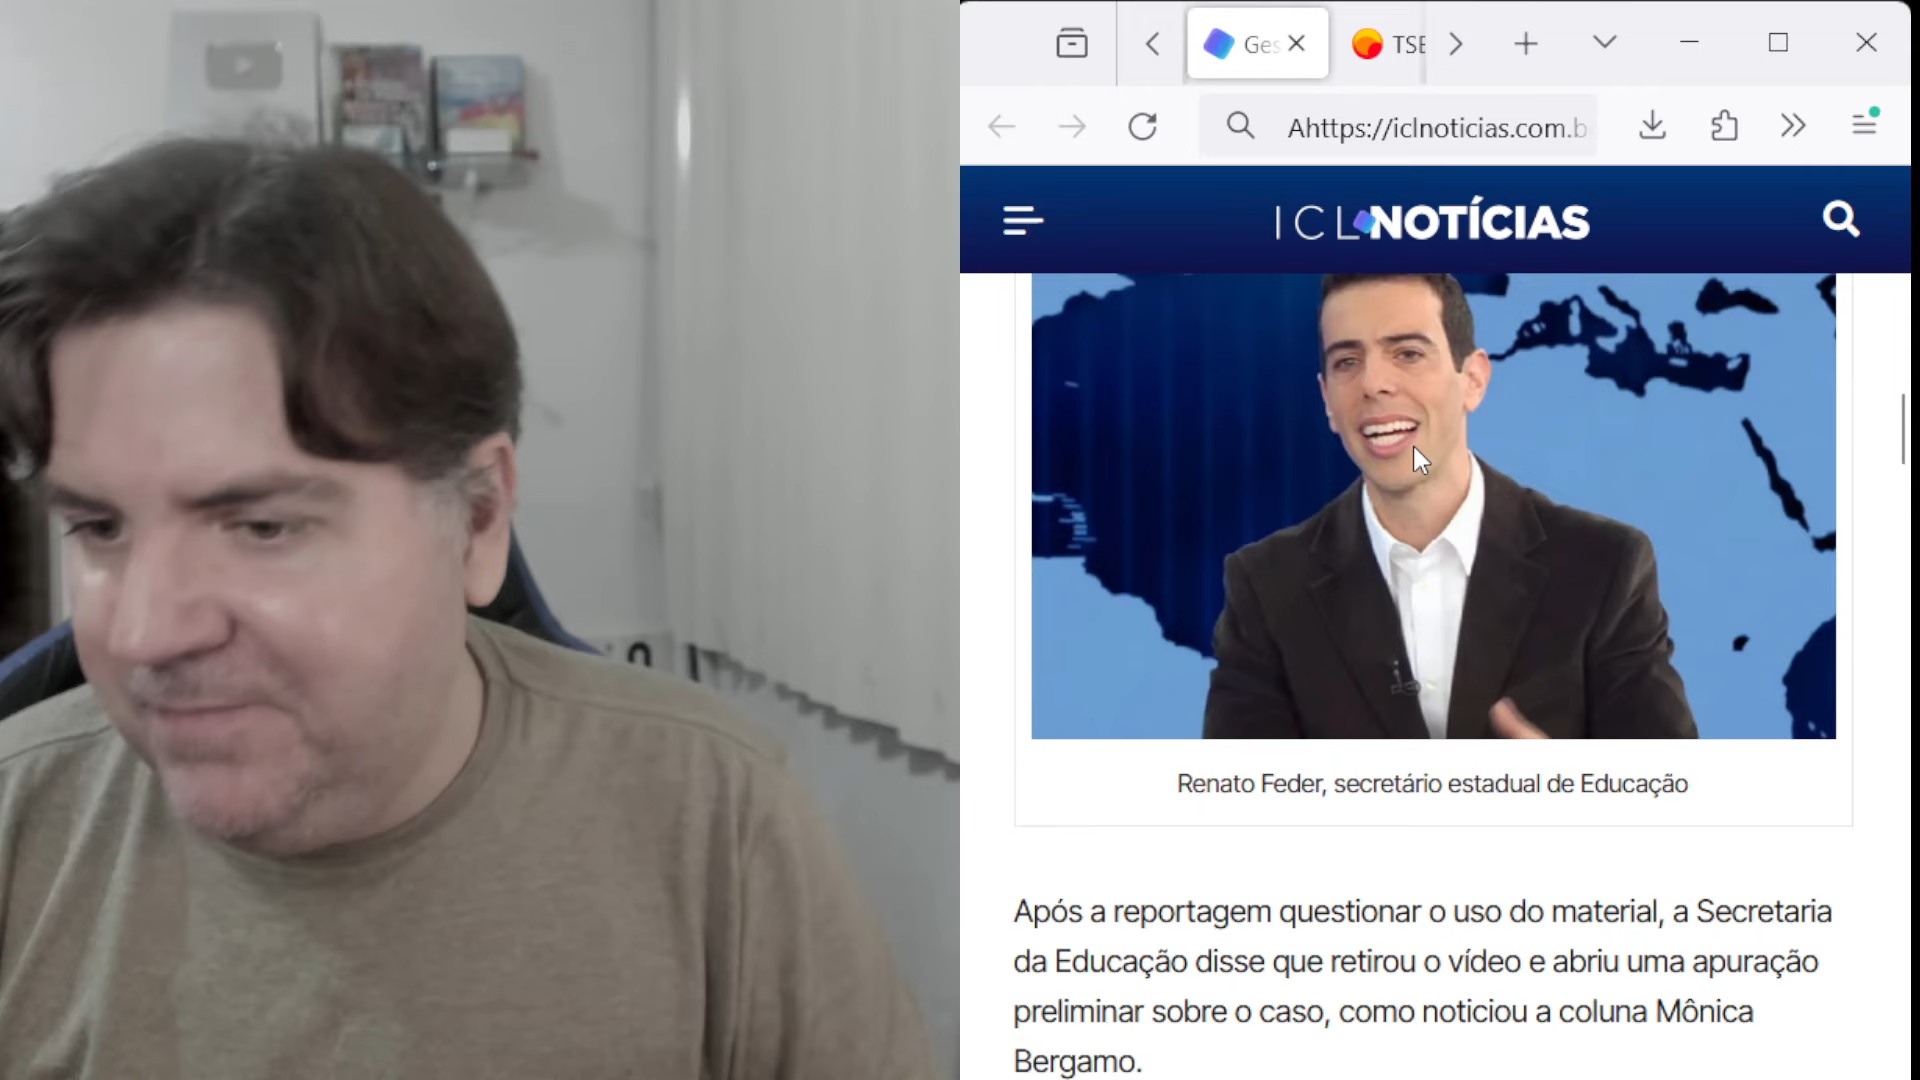 Ges
TSE
Ahttps://iclnoticias.com.b
ICL NOTÍCIAS
Renato Feder, secretário estadual de Educação
Após a reportagem questionar o uso do material, a Secretaria
da Educação disse que retirou o vídeo e abriu uma apuração
preliminar sobre o caso, como noticiou a coluna Mônica
Bergamo.